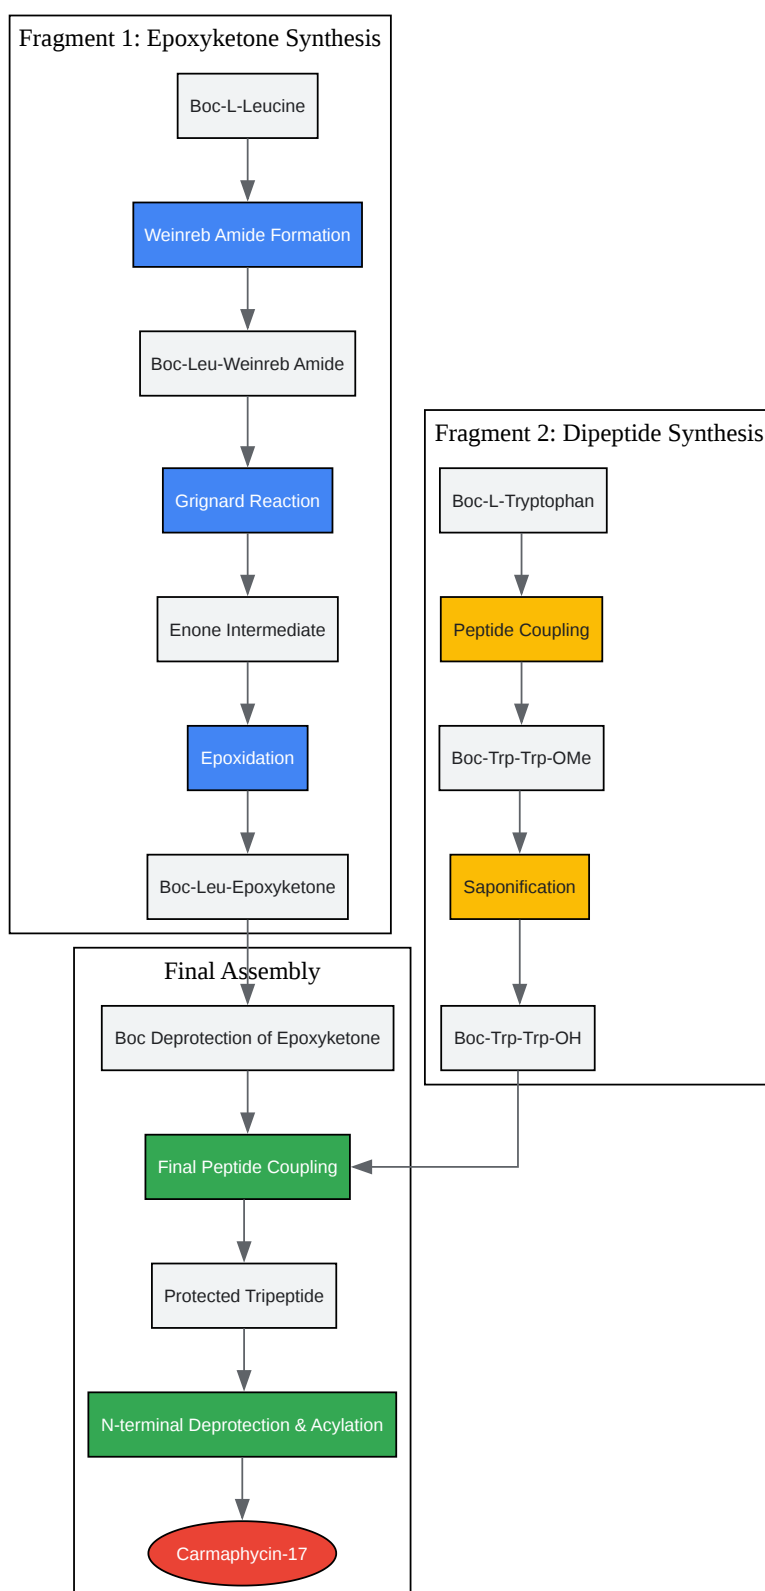 Fragment 1: Epoxyketone Synthesis
Boc-L-Leucine
Weinreb Amide Formation
Boc-Leu-Weinreb Amide
Grignard Reaction
Enone Intermediate
Epoxidation
Boc-Leu-Epoxyketone
Fragment 2: Dipeptide Synthesis
Boc-L-Tryptophan
Peptide Coupling
Boc-Trp-Trp-OMe
Saponification
Boc-Trp-Trp-OH
Final Assembly
Boc Deprotection of Epoxyketone
Final Peptide Coupling
Protected Tripeptide
N-terminal Deprotection & Acylation
Carmaphycin-17